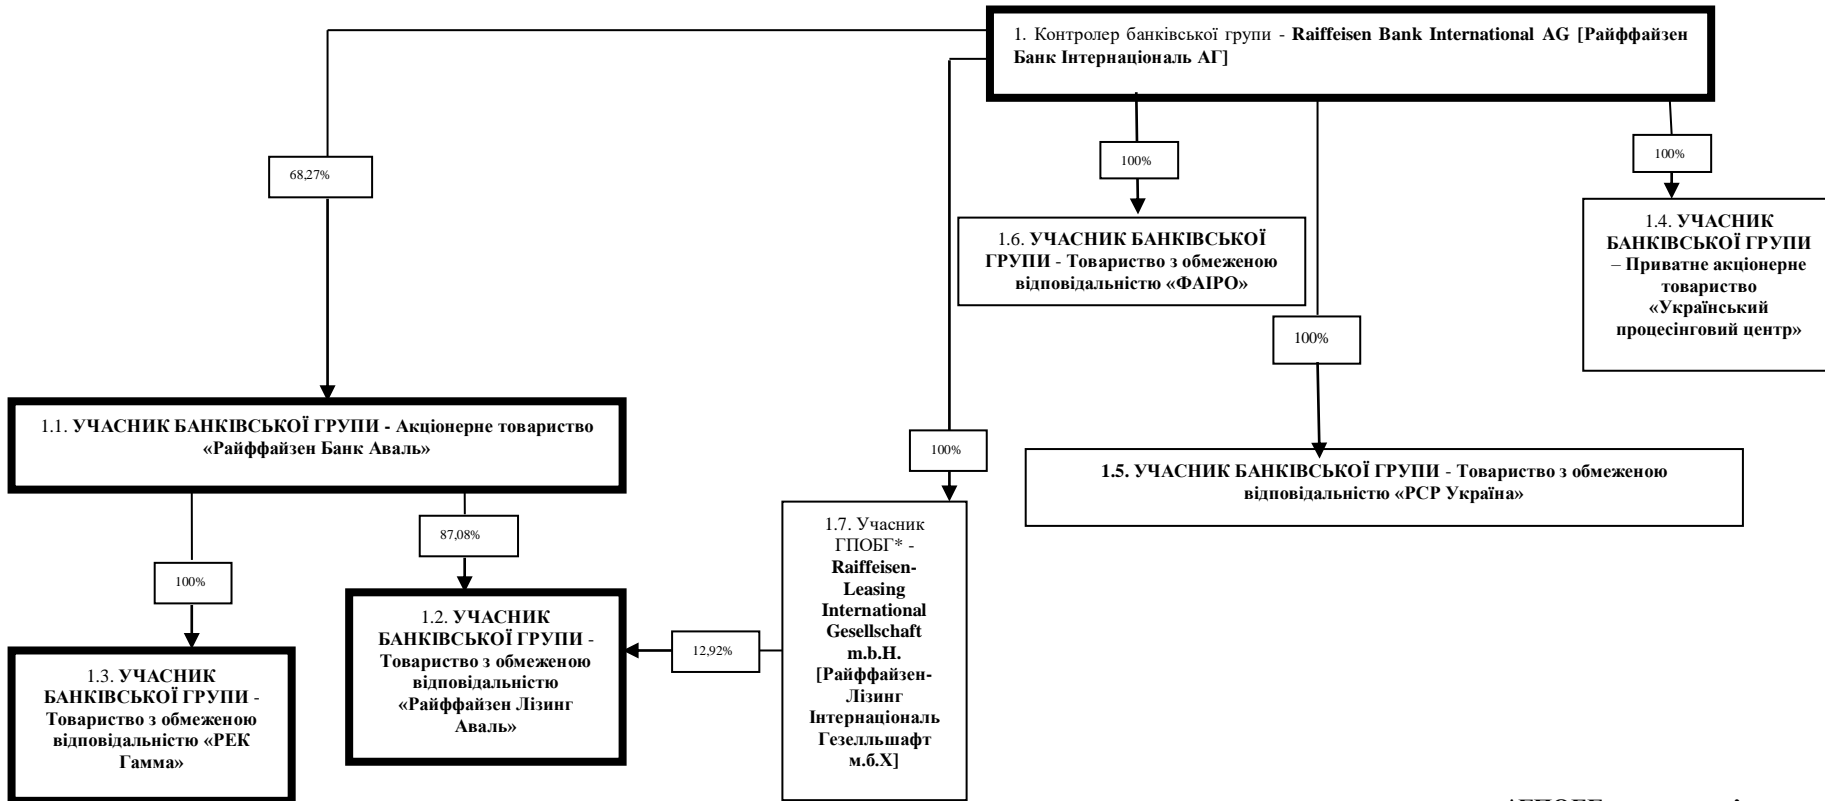 1. Контролер банківської групи - Raiffeisen Bank International AG [Райффайзен
Банк Інтернаціональ АГ]
68,27%
100%
100%
1.6. УЧАСНИК БАНКІВСЬКОЇ
ГРУПИ - Товариство з обмеженою
відповідальністю «ФАІРО»
1.4. УЧАСНИК
БАНКІВСЬКОЇ ГРУПИ
– Приватне акціонерне
товариство
«Український
процесінговий центр»
100%
1.1. УЧАСНИК БАНКІВСЬКОЇ ГРУПИ - Акціонерне товариство
«Райффайзен Банк Аваль»
100%
1.5. УЧАСНИК БАНКІВСЬКОЇ ГРУПИ - Товариство з обмеженою
відповідальністю «РСР Україна»
87,08%
100%
1.7. Учасник
ГПОБГ* -
Raiffeisen-
Leasing
International
Gesellschaft
m.b.H.
[Райффайзен-
Лізинг
Інтернаціональ
Гезелльшафт
м.б.Х]
1.2. УЧАСНИК
БАНКІВСЬКОЇ ГРУПИ -
Товариство з обмеженою
відповідальністю
«Райффайзен Лізинг
Аваль»
12,92%
1.3. УЧАСНИК
БАНКІВСЬКОЇ ГРУПИ -
Товариство з обмеженою
відповідальністю «РЕК
Гамма»